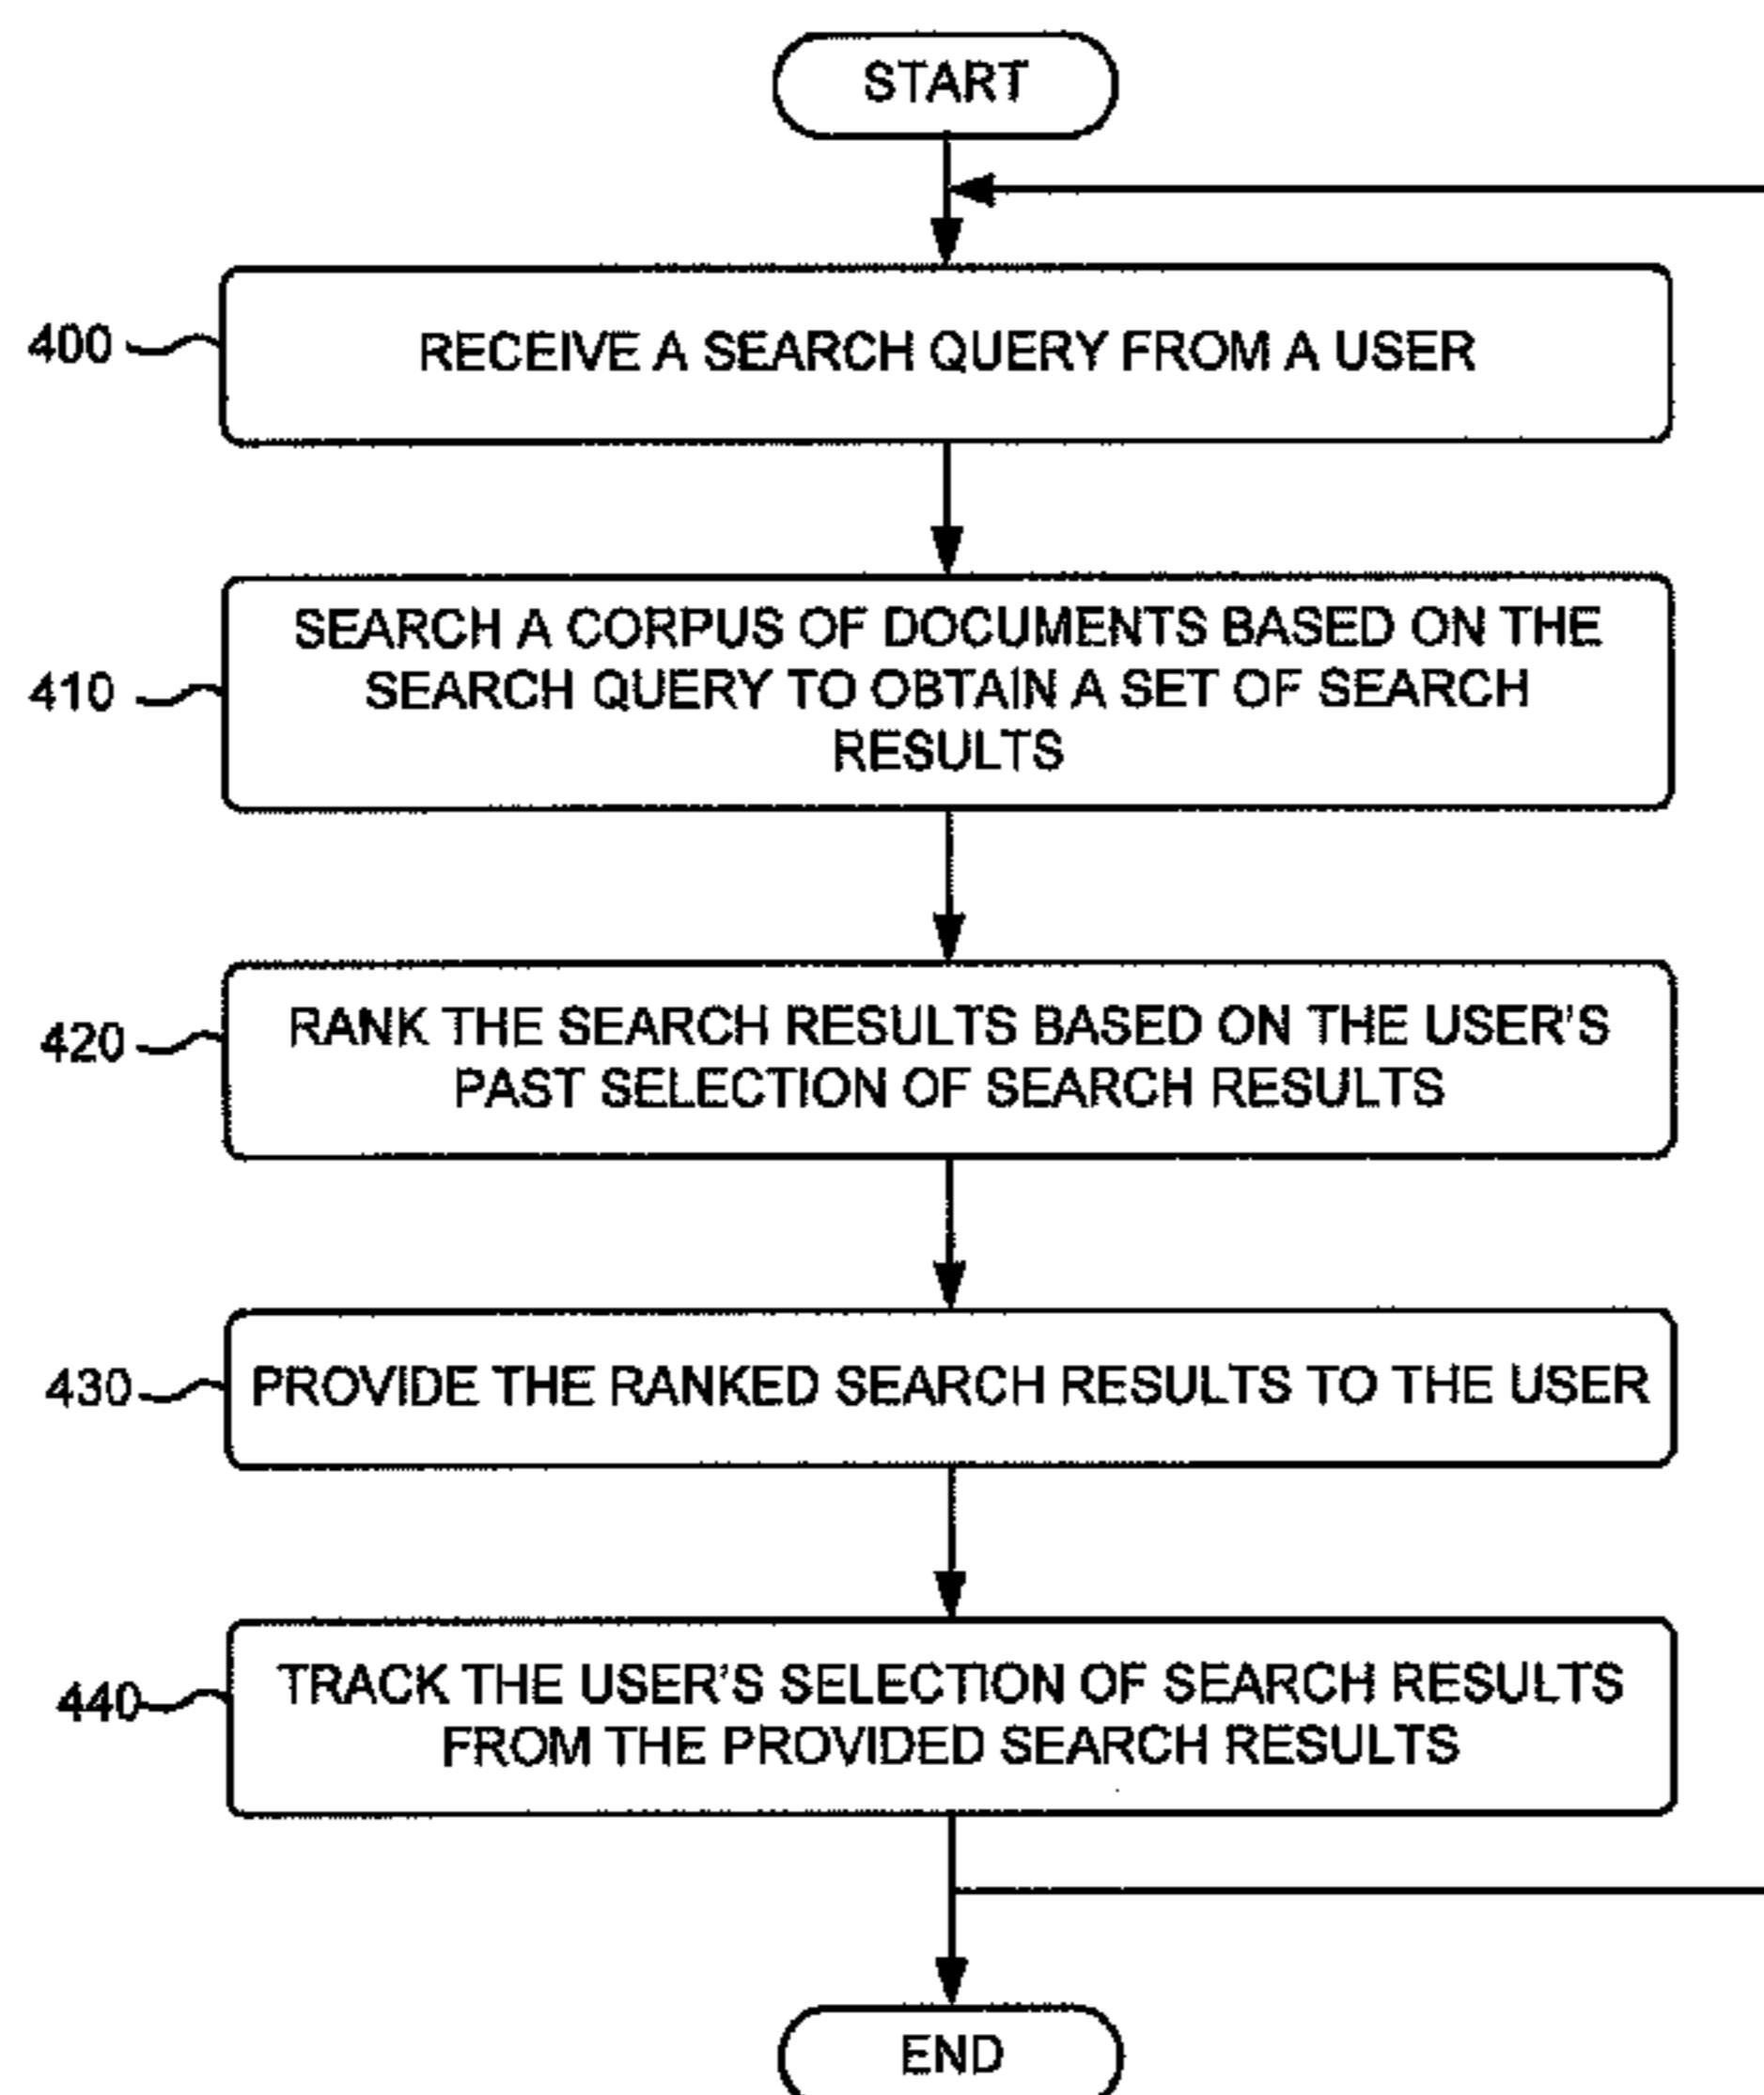 START
400
RECEIVE A SEARCH QUERY FROM A USER
410
SEARCH A CORPUS OF DOCUMENTS BASED ON THE
SEARCH QUERY TO OBTAIN A SET OF SEARCH
RESULTS
420
RANK THE SEARCH RESULTS BASED ON THE USER'S
PAST SELECTION OF SEARCH RESULTS
430
PROVIDE THE RANKED SEARCH RESULTS TO THE USER
440
TRACK THE USER'S SELECTION OF SEARCH RESULTS
FROM THE PROVIDED SEARCH RESULTS
END